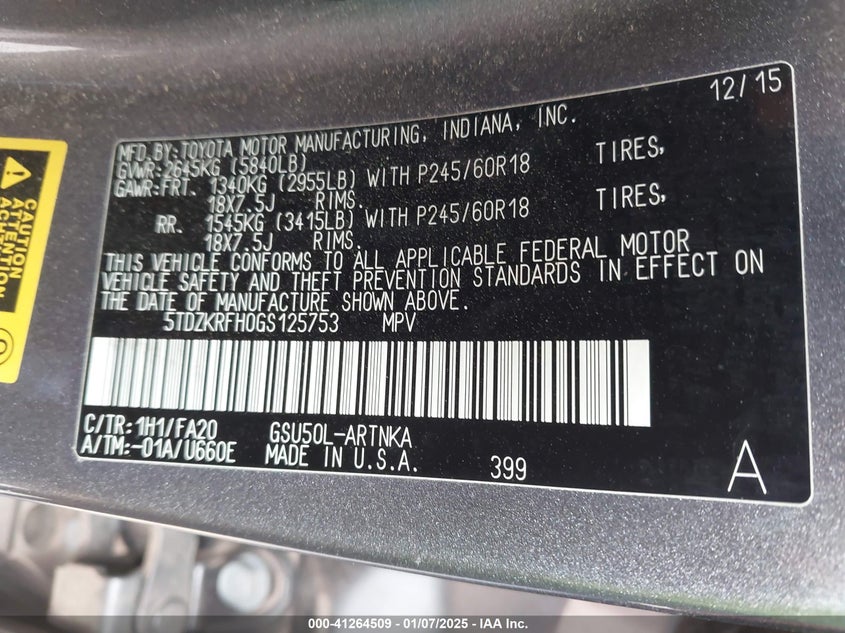 12/15
MFD.BY:TOYOTA MOTOR MANUFACTURING, INDIANA, INC.
GVWR:2645KG (5840LB)
GAWR:FRT. 1340KG (2955LB) WITH P245/60R18 TIRES,
18X7.5J RIMS.
RR. 1545KG (3415LB) WITH P245/60R18 TIRES,
18X7.5J RIMS.
THIS VEHICLE CONFORMS TO ALL APPLICABLE FEDERAL MOTOR
VEHICLE SAFETY AND THEFT PREVENTION STANDARDS IN EFFECT ON
THE DATE OF MANUFACTURE SHOWN ABOVE.
5TDZKRFH0GS125753 MPV
C/TR:1H1/FA20 GSU50L-ARTNKA
A/TM:-01A/U660E MADE IN U.S.A. 399 A
CAUTION
ATTENTION
000-41264509 — 01/07/2025 — IAA Inc.